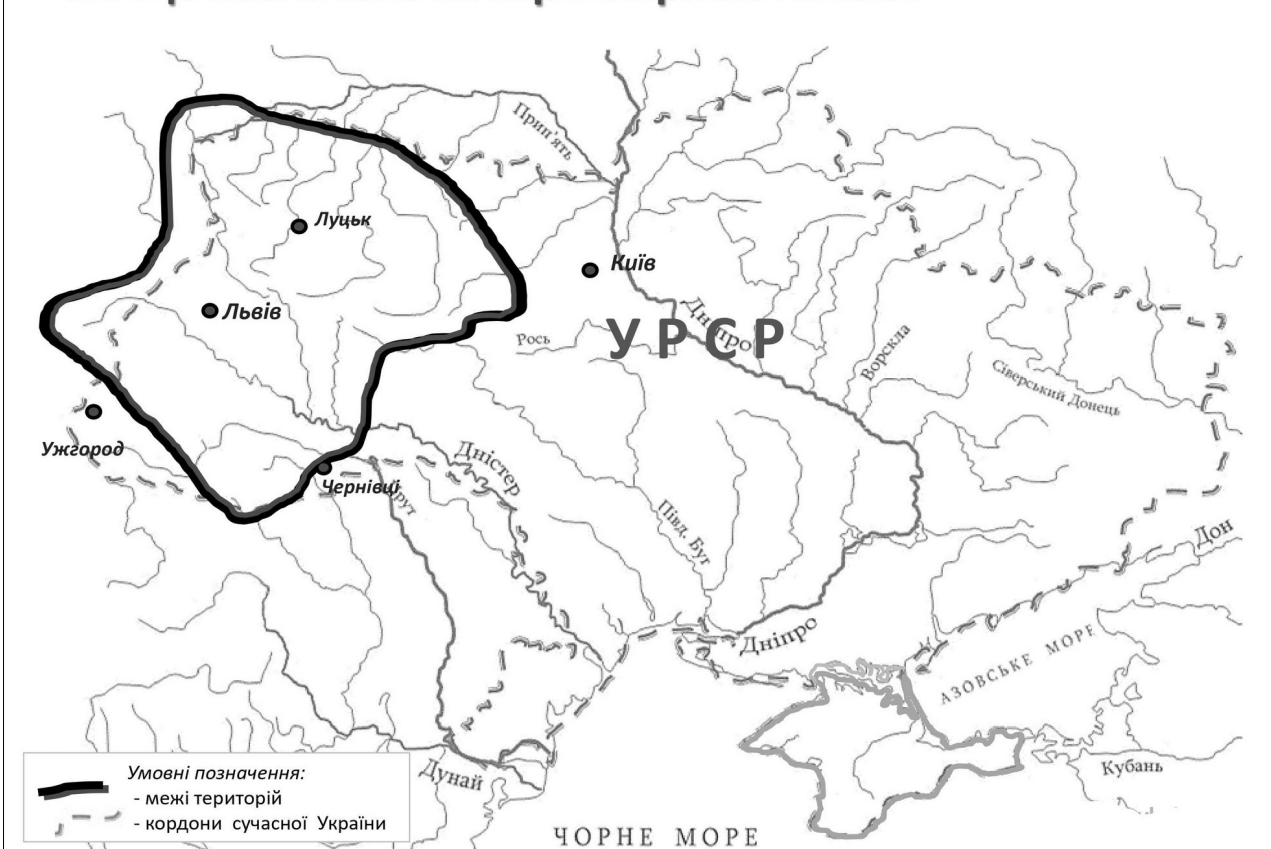 Прип'ять
Луцьк
Київ
Львів
Дніпро
УРСР
Рось
Ворскла
Сіверський Донець
Ужгород
Дністер
Чернівці
Прут
Півд. Буг
Дон
Дніпро
АЗОВСЬКЕ МОРЕ
Умовні позначення:
- межі територій
- кордони сучасної України
Дунай
Кубань
ЧОРНЕ МОРЕ